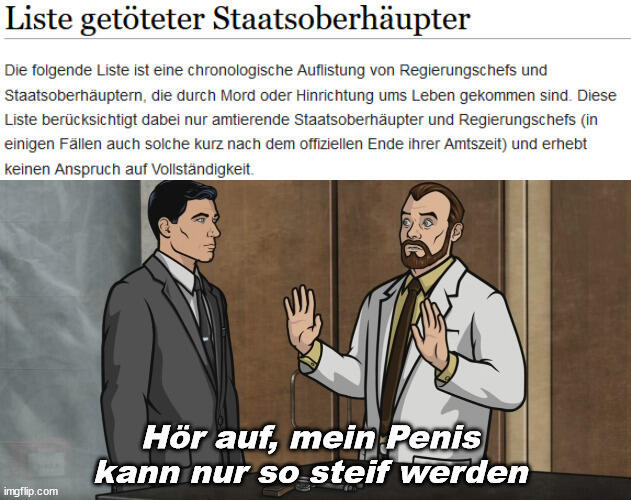 Liste getöteter Staatsoberhäupter
Die folgende Liste ist eine chronologische Auflistung von Regierungschefs und
Staatsoberhäuptern, die durch Mord oder Hinrichtung ums Leben gekommen sind. Diese
Liste berücksichtigt dabei nur amtierende Staatsoberhäupter und Regierungschefs (in
einigen Fällen auch solche kurz nach dem offiziellen Ende ihrer Amtszeit) und erhebt
keinen Anspruch auf Vollständigkeit.
Hör auf, mein Penis
kann nur so steif werden
imgflip.com